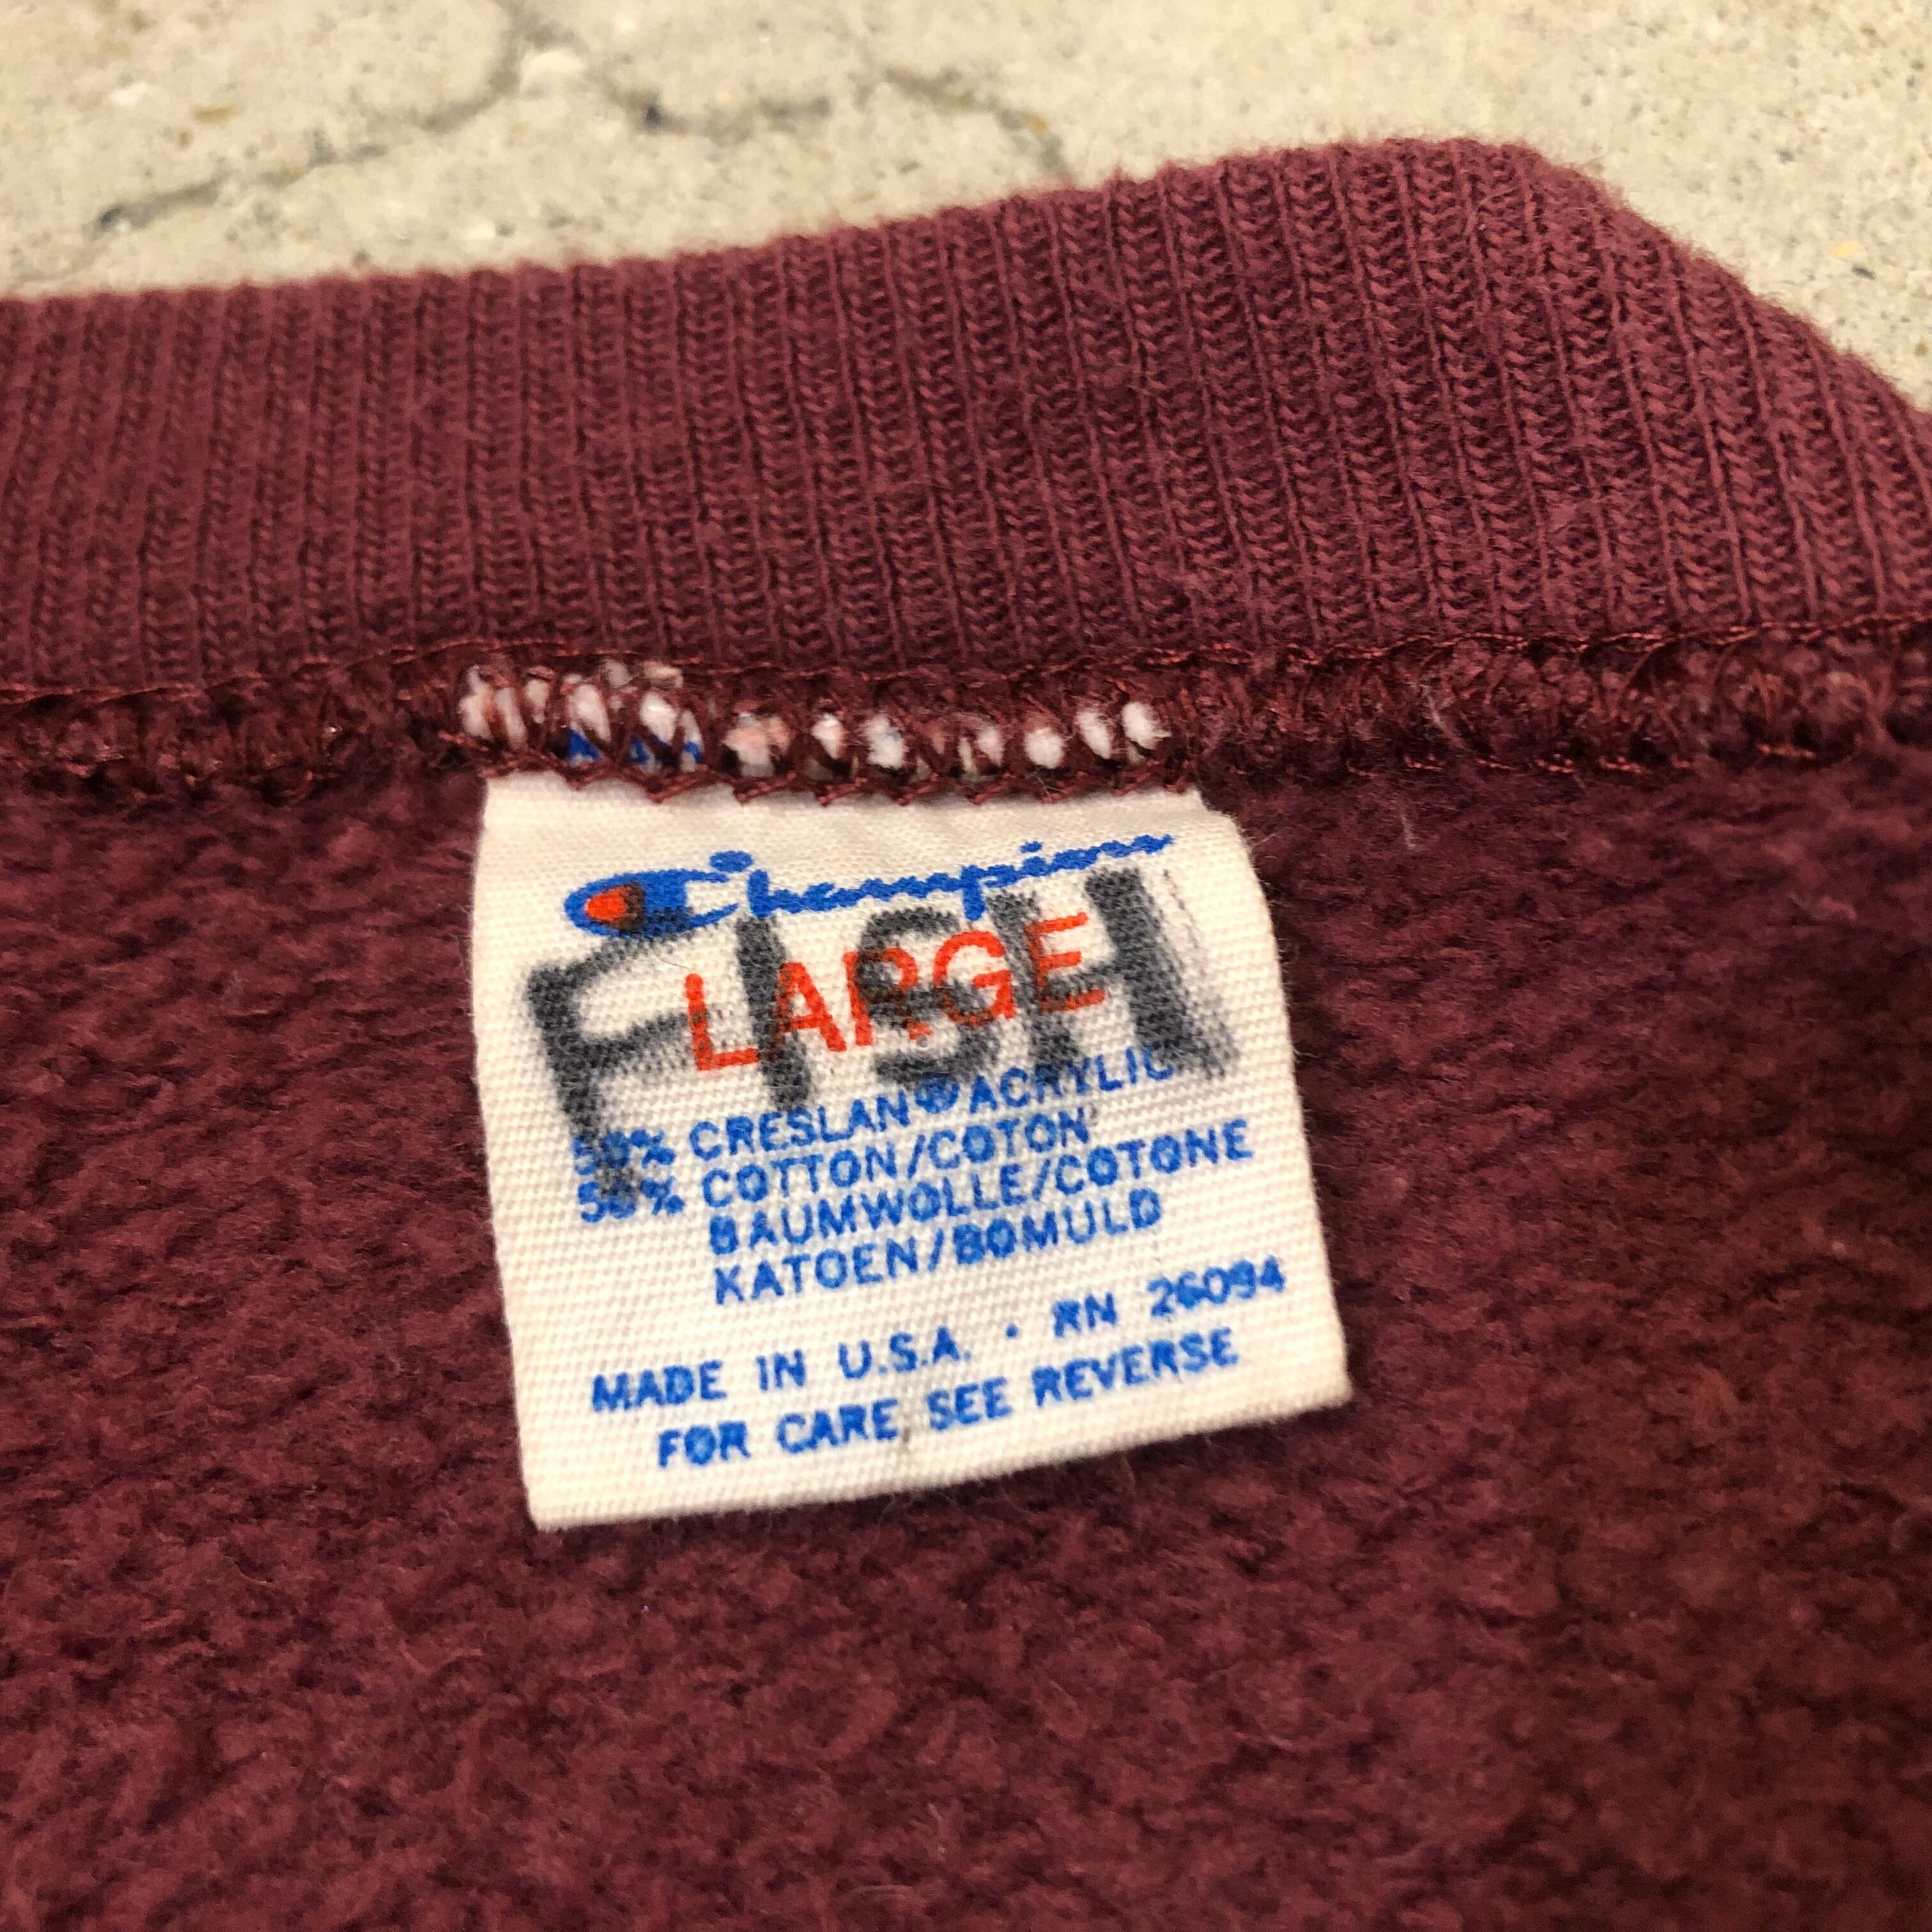 Champion
FISH
LARGE
50% CRESLAN® ACRYLIC
50% COTTON/COTON
BAUMWOLLE/COTONE
KATOEN/BOMULD
MADE IN U.S.A. · RN 26094
FOR CARE SEE REVERSE